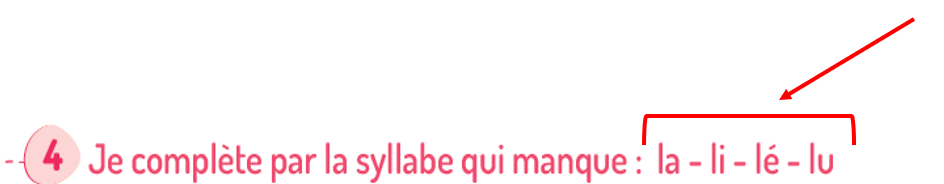 4 Je complète par la syllabe qui manque : la - li - lé - lu